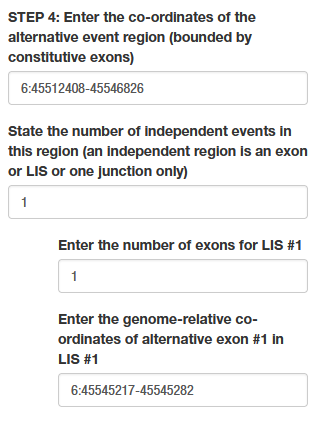 STEP 4: Enter the co-ordinates of the
alternative event region (bounded by
constitutive exons)
6:45512408-45546826
State the number of independent events in
this region (an independent region is an exon
or LIS or one junction only)
1
Enter the number of exons for LIS #1
1
Enter the genome-relative co-
ordinates of alternative exon #1 in
LIS #1
6:45545217-45545282